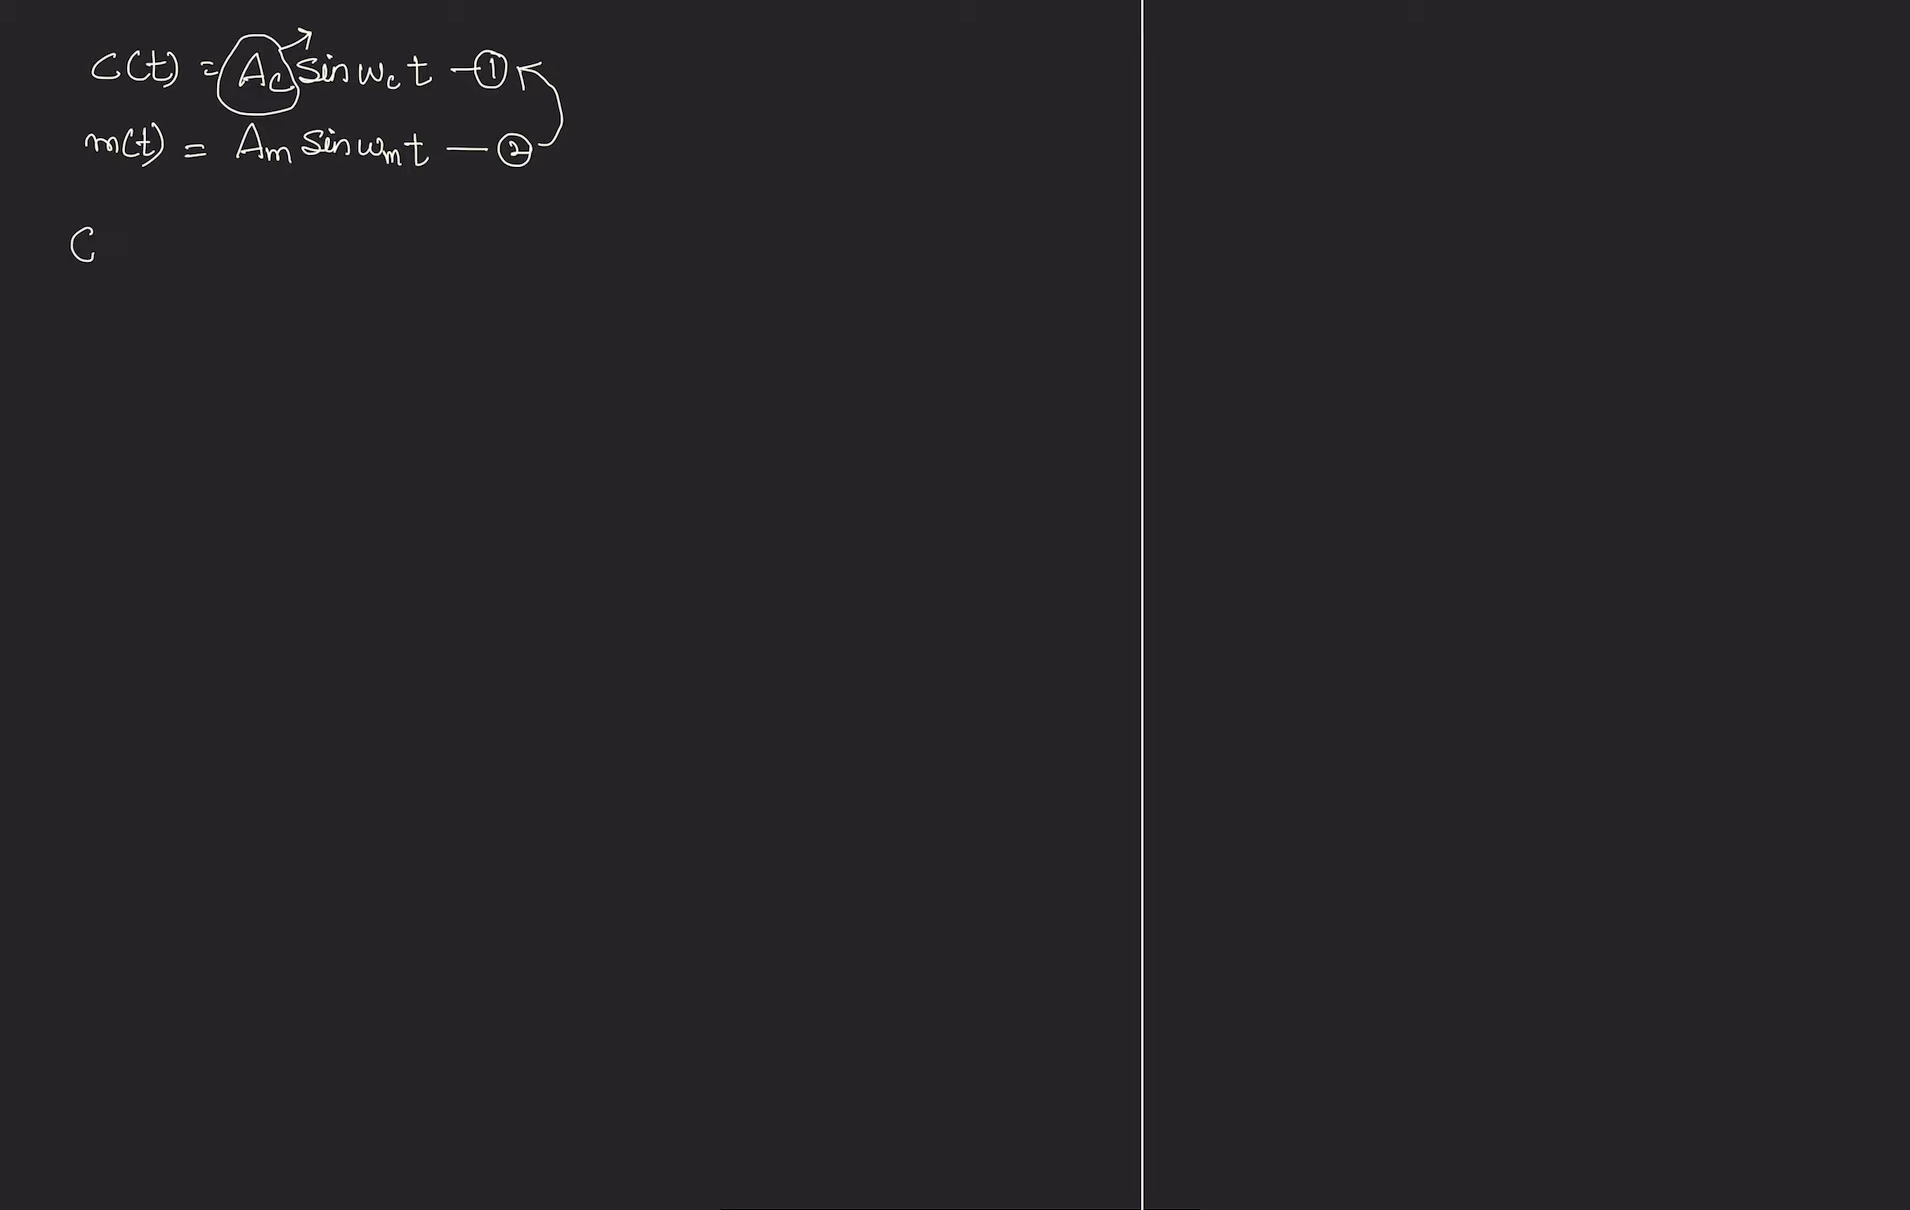 C(t) = Ac sin wc t — ①
m(t) = Am sin wm t — ②
C